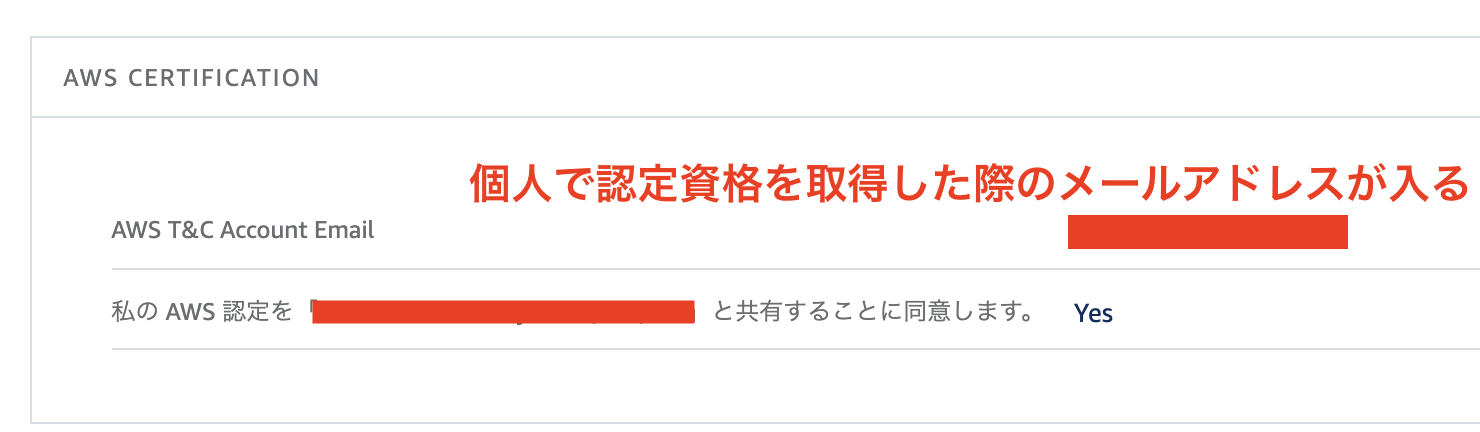 AWS CERTIFICATION
個人で認定資格を取得した際のメールアドレスが入る
AWS T&C Account Email
私の AWS 認定を「 と共有することに同意します。 Yes